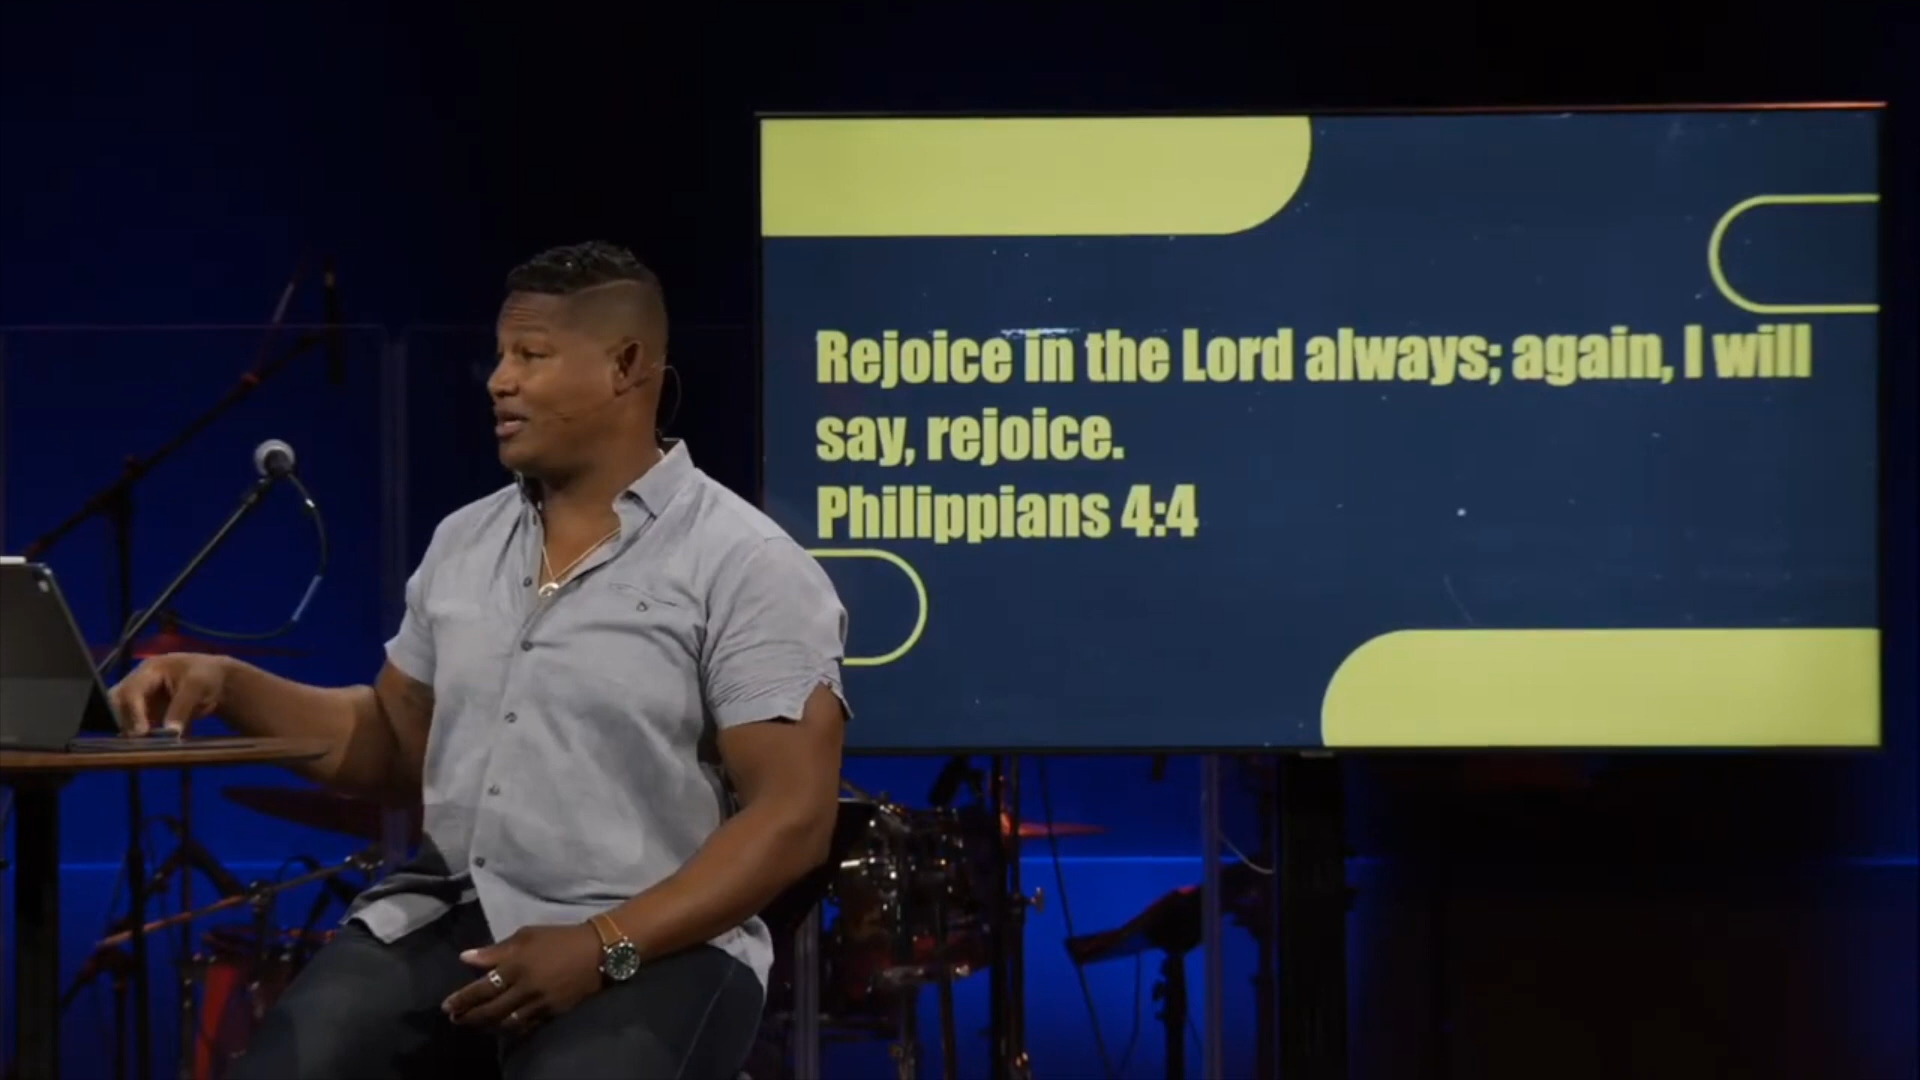 Rejoice in the Lord always; again, I will
say, rejoice.
Philippians 4:4